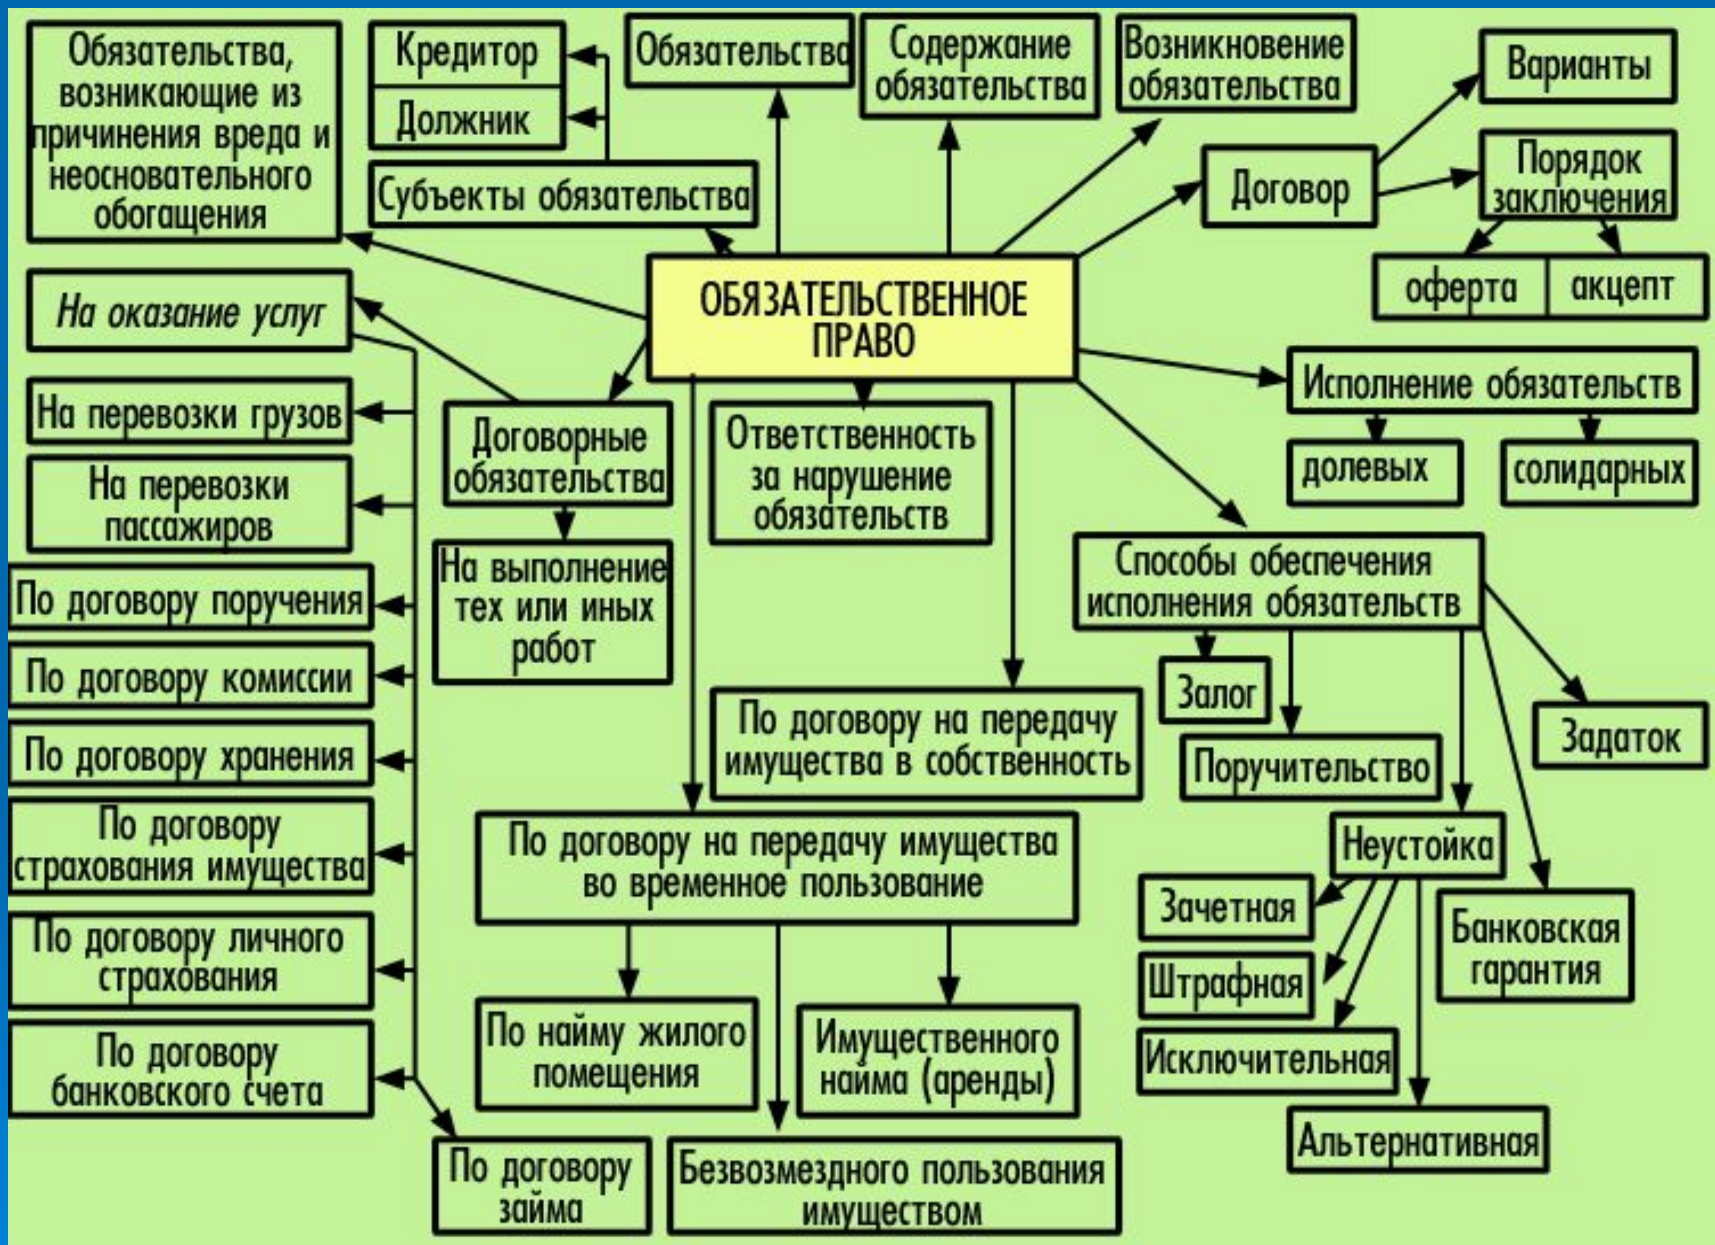 Обязательства,
возникающие из
причинения вреда и
неосновательного
обогащения
Кредитор
Должник
Субъекты обязательства
Обязательства
Содержание
обязательства
Возникновение
обязательства
Договор
Варианты
Порядок
заключения
оферта
акцепт
ОБЯЗАТЕЛЬСТВЕННОЕ
ПРАВО
На оказание услуг
На перевозки грузов
На перевозки
пассажиров
По договору поручения
По договору комиссии
По договору хранения
По договору
страхования имущества
По договору личного
страхования
По договору
банковского счета
По договору
займа
Договорные
обязательства
На выполнение
тех или иных
работ
Ответственность
за нарушение
обязательств
Исполнение обязательств
долевых
солидарных
Способы обеспечения
исполнения обязательств
Залог
Поручительство
Задаток
Неустойка
Зачетная
Штрафная
Исключительная
Альтернативная
Банковская
гарантия
По договору на передачу
имущества в собственность
По договору на передачу имущества
во временное пользование
По найму жилого
помещения
Имущественного
найма (аренды)
Безвозмездного пользования
имуществом